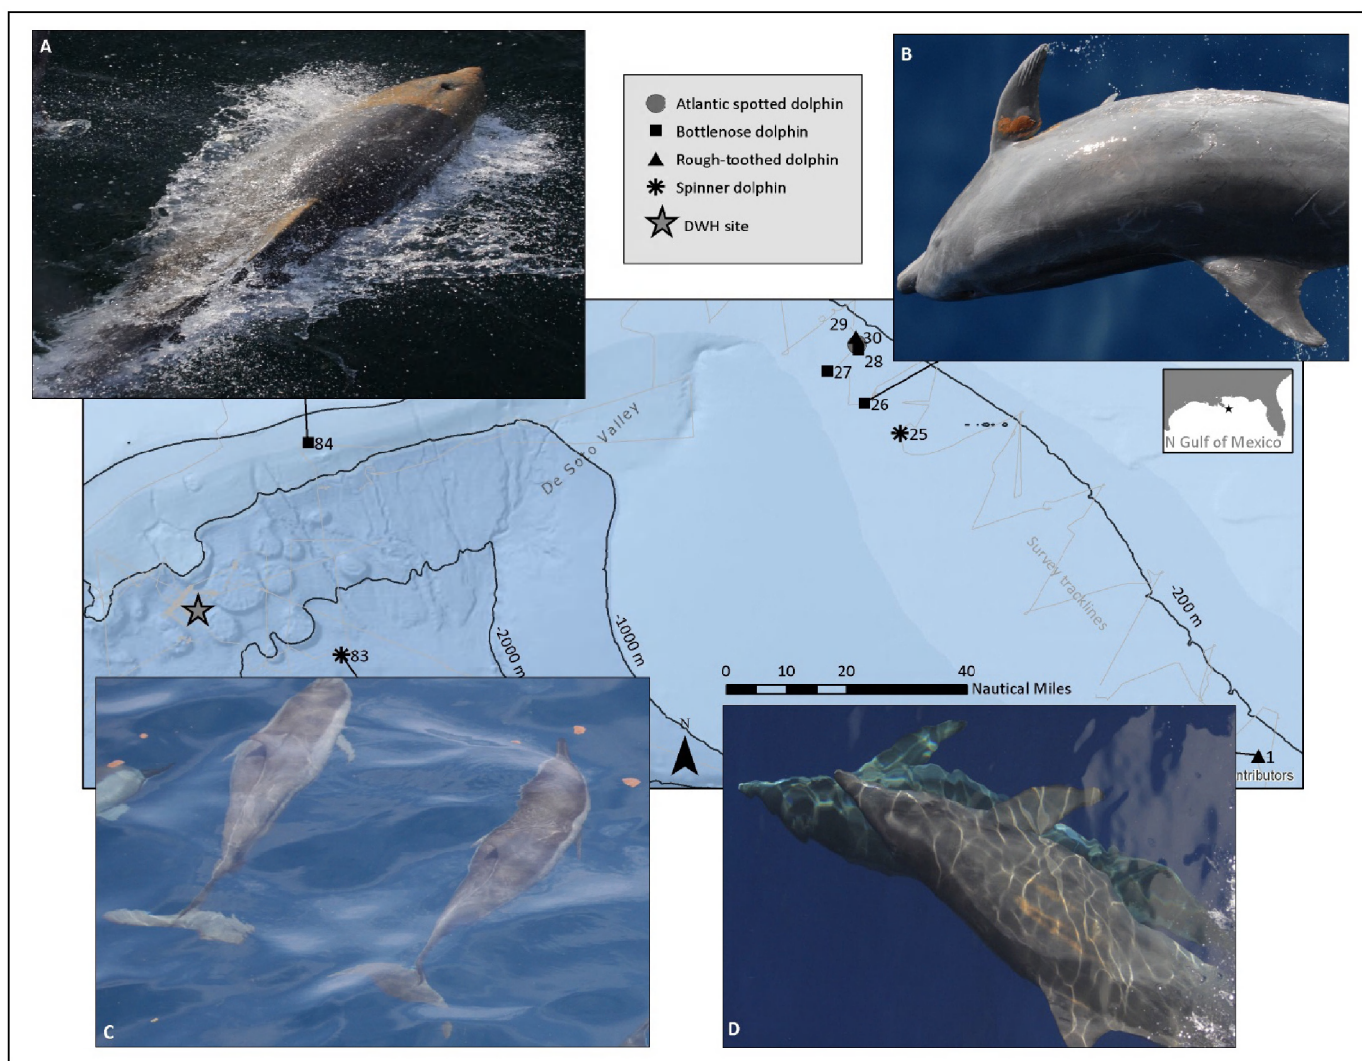 A
B
Atlantic spotted dolphin
Bottlenose dolphin
Rough-toothed dolphin
Spinner dolphin
DWH site
29
30
28
27
26
25
84
De Soto Valley
N Gulf of Mexico
Survey tracklines
-200 m
-1000 m
-2000 m
83
0 10 20 40
Nautical Miles
N
1
ntributors
C
D